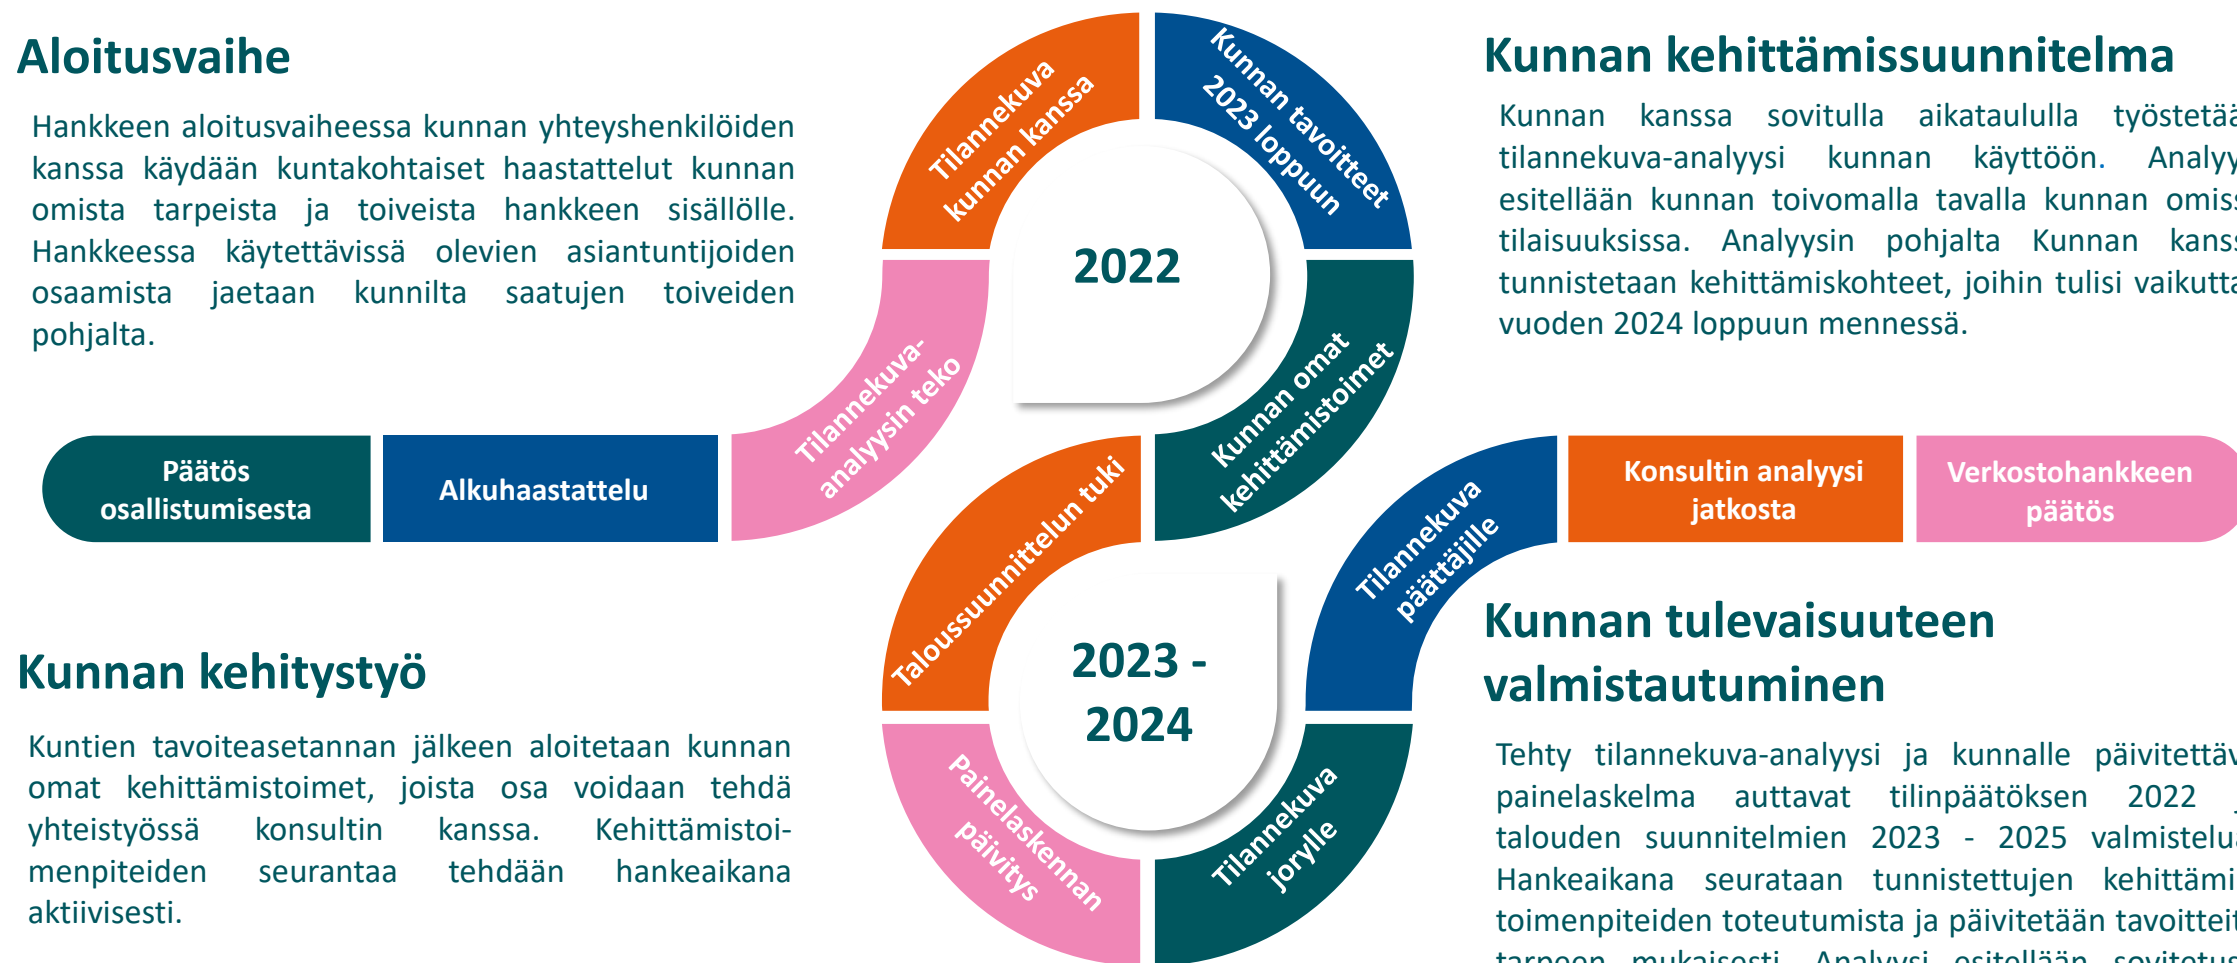 Aloitusvaihe
Hankkeen aloitusvaiheessa kunnan yhteyshenkilöiden
kanssa käydään kuntakohtaiset haastattelut kunnan
omista tarpeista ja toiveista hankkeen sisällölle.
Hankkeessa käytettävissä olevien asiantuntijoiden
osaamista jaetaan kunnilta saatujen toiveiden
pohjalta.
Kunnan kehittämissuunnitelma
Kunnan kanssa sovitulla aikataululla
tilannekuva-analyysi kunnan käyttöön.
esitellään kunnan toivomalla tavalla kunnan
tilaisuuksissa. Analyysin pohjalta Kunnan
tunnistetaan kehittämiskohteet, joihin tulisi
vuoden 2024 loppuun mennessä.
Päätös
osallistumisesta
Alkuhaastattelu
Tilannekuva-
analyysin teko
Tilannekuva
kunnan kanssa
Kunnan tavoitteet
2023 loppuun
2022
Kunnan omat
kehittämistoimet
Taloussuunnittelun tuki
Painelaskennan
päivitys
2023 -
2024
Tilannekuva
jorylle
Tilannekuva
päättäjille
Konsultin analyysi
jatkosta
Verkostohankkeen
päätös
Kunnan kehitystyö
Kuntien tavoiteasetannan jälkeen aloitetaan kunnan
omat kehittämistoimet, joista osa voidaan tehdä
yhteistyössä konsultin kanssa. Kehittämistoi-
menpiteiden seurantaa tehdään hankeaikana
aktiivisesti.
Kunnan tulevaisuuteen
valmistautuminen
Tehty tilannekuva-analyysi ja kunnalle
painelaskelma auttavat tilinpäätöksen 2022
talouden suunnitelmien 2023 - 2025
Hankeaikana seurataan tunnistettujen
toimenpiteiden toteutumista ja päivitetään
tarpeen mukaisesti. Analyysi esitellään